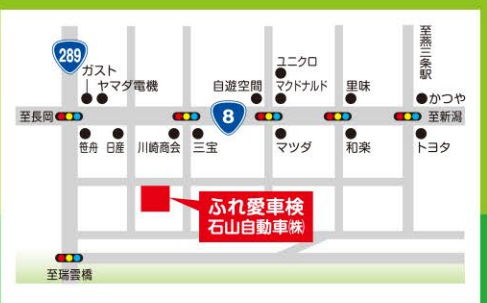 289
ガスト
ヤマダ電機
自遊空間
ユニクロ
マクドナルド
里味
至燕三条駅
かつや
至長岡
8
至新潟
笹舟
日産
川崎商会
三宝
マツダ
和楽
トヨタ
ふれ愛車検
石山自動車㈱
至瑞雲橋